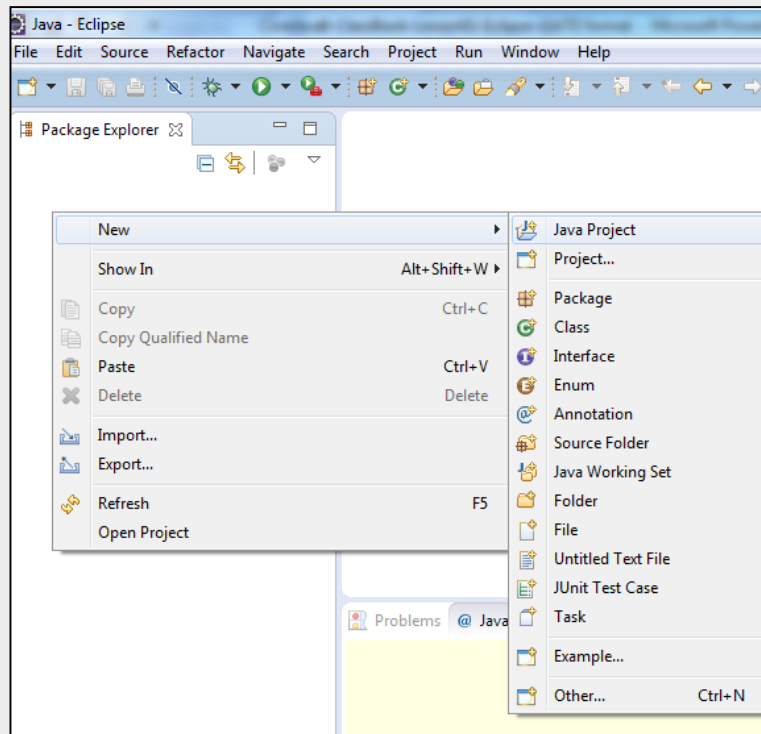 Java - Eclipse
File Edit Source Refactor Navigate Search Project Run Window Help
Package Explorer
New
Show In Alt+Shift+W
Copy Ctrl+C
Copy Qualified Name
Paste Ctrl+V
Delete Delete
Import...
Export...
Refresh F5
Open Project
Java Project
Project...
Package
Class
Interface
Enum
Annotation
Source Folder
Java Working Set
Folder
File
Untitled Text File
JUnit Test Case
Task
Example...
Other... Ctrl+N
Problems @ Java